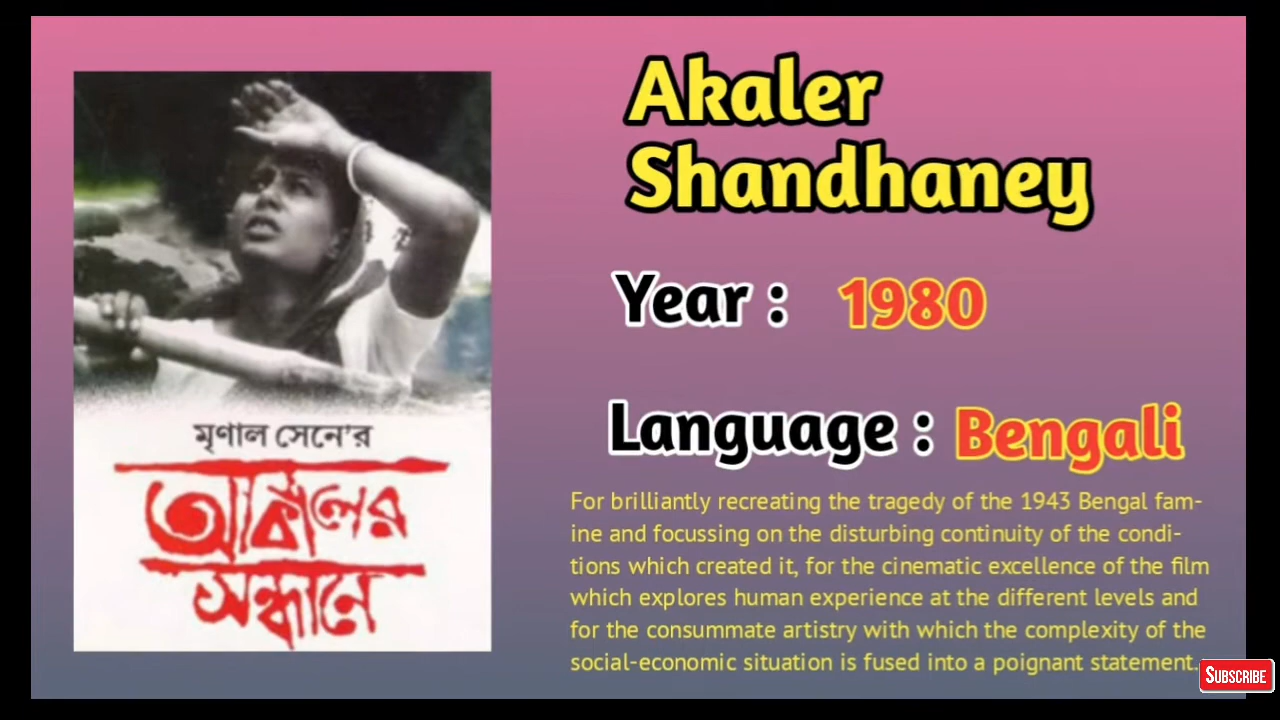 Akaler
Shandhaney
Year : 1980
Language : Bengali
For brilliantly recreating the tragedy of the 1943 Bengal fam-
ine and focussing on the disturbing continuity of the condi-
tions which created it, for the cinematic excellence of the film
which explores human experience at the different levels and
for the consummate artistry with which the complexity of the
social-economic situation is fused into a poignant statement.
মৃণাল সেনে'র
আকালের
সন্ধানে
SUBSCRIBE